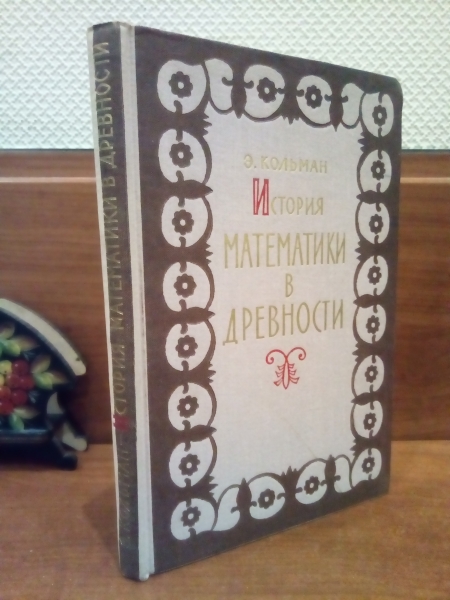 Э. КОЛЬМАН
ИСТОРИЯ
МАТЕМАТИКИ
В
ДРЕВНОСТИ
ИСТОРИЯ МАТЕМАТИКИ В ДРЕВНОСТИ